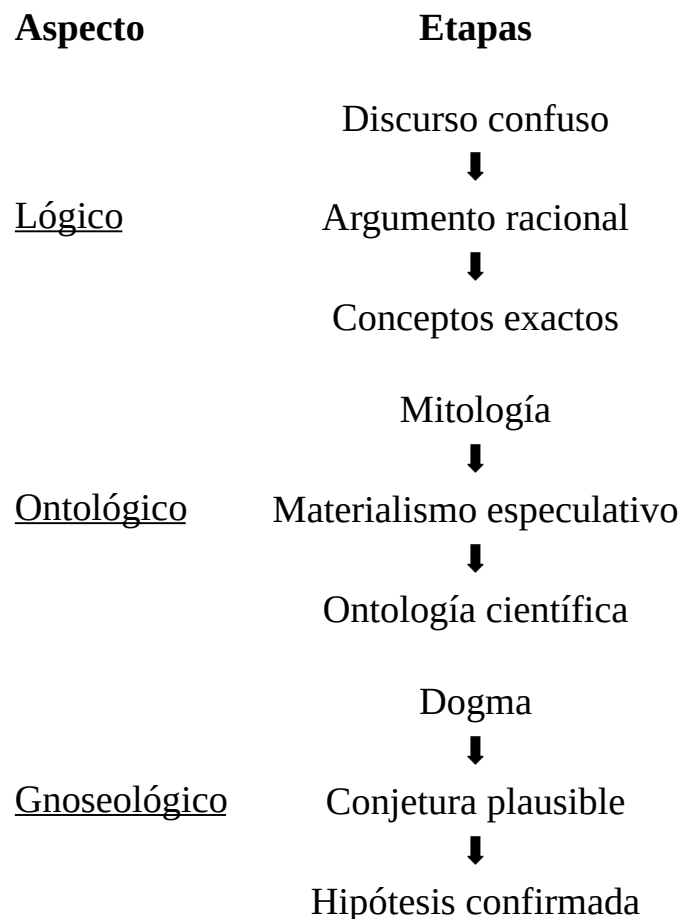 Aspecto Etapas
Discurso confuso
Lógico Argumento racional
Conceptos exactos
Mitología
Ontológico Materialismo especulativo
Ontología científica
Dogma
Gnoseológico Conjetura plausible
Hipótesis confirmada